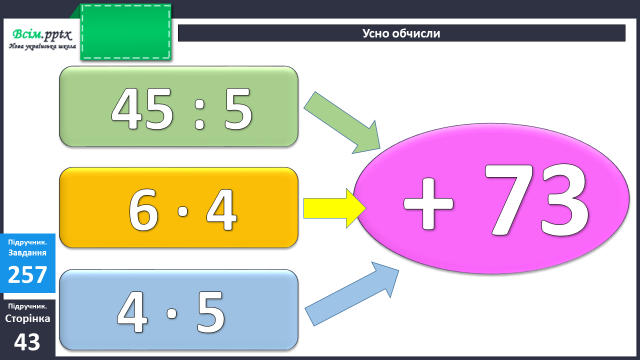 Всім.pptx
Нова українська школа
Усно обчисли
45 : 5
6 · 4
4 · 5
+ 73
Підручник.
Завдання
257
Підручник.
Сторінка
43